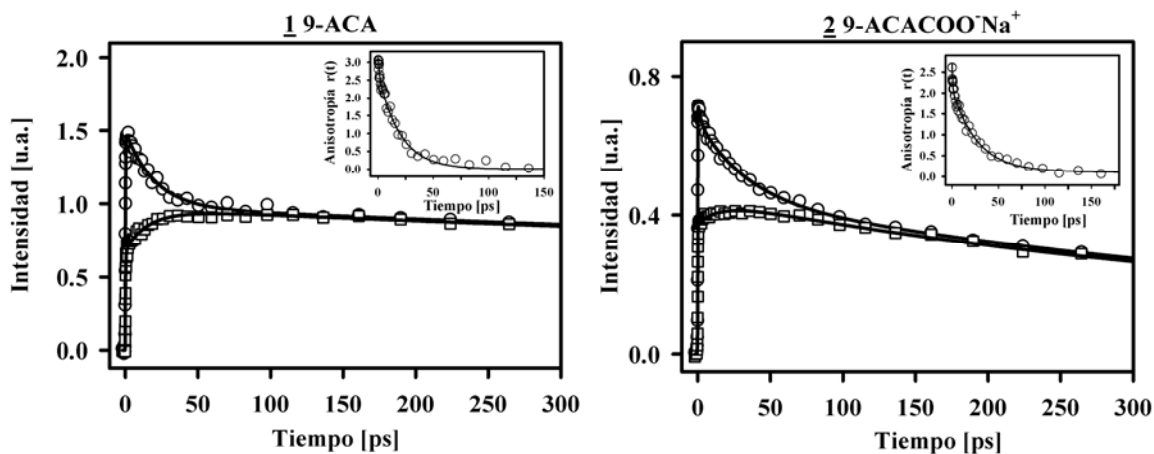 1 9-ACA
2.0
1.5
1.0
0.5
0.0
Intensidad [u.a.]
0 50 100 150 200 250 300
Tiempo [ps]
3.0
2.5
2.0
1.5
1.0
0.5
0.0
Anisotropía r(t)
0 50 100 150
Tiempo [ps]
2 9-ACACOO-Na+
0.8
0.4
0.0
Intensidad [u.a.]
0 50 100 150 200 250 300
Tiempo [ps]
2.5
2.0
1.5
1.0
0.5
0.0
Anisotropía r(t)
0 50 100 150
Tiempo [ps]